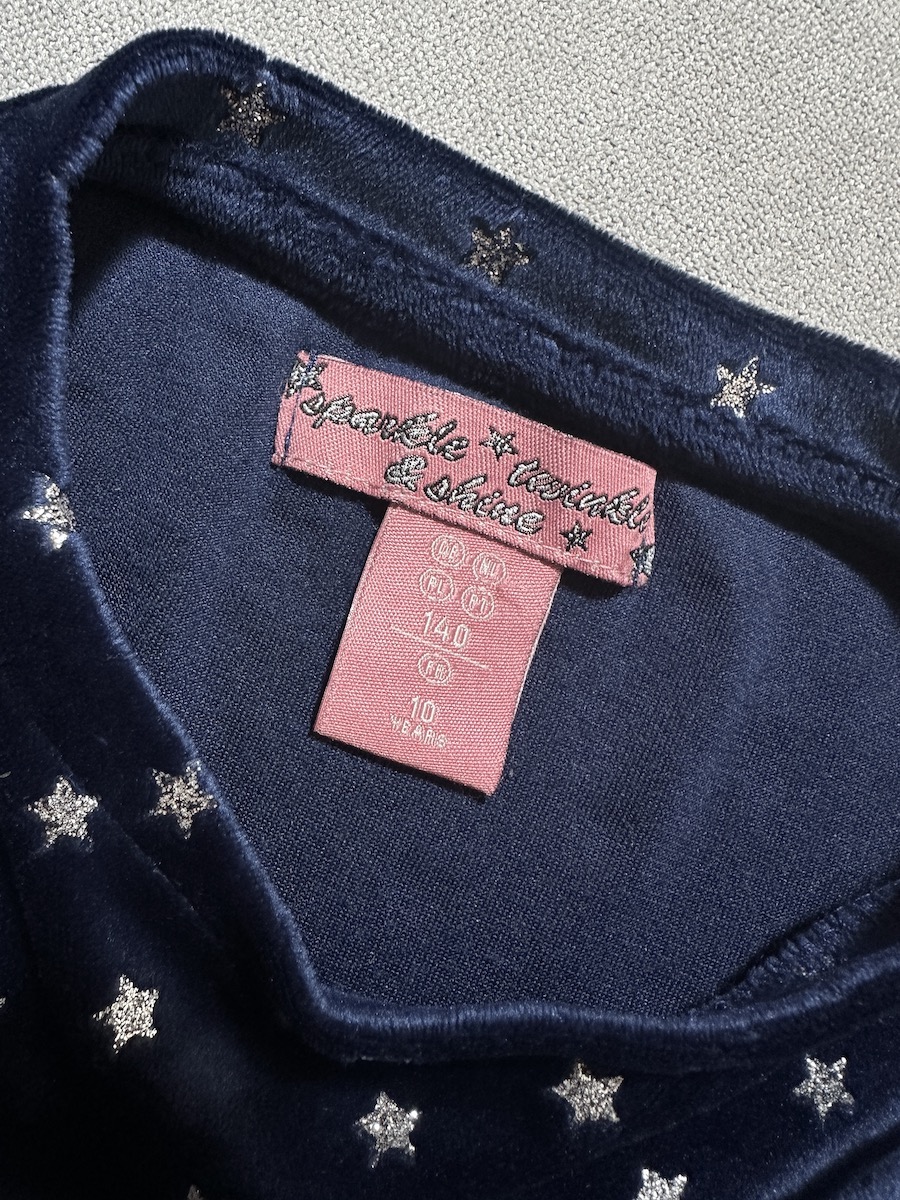 sparkle twinkle
& shine
DE NL
PL PT
140
FR
10
YEARS